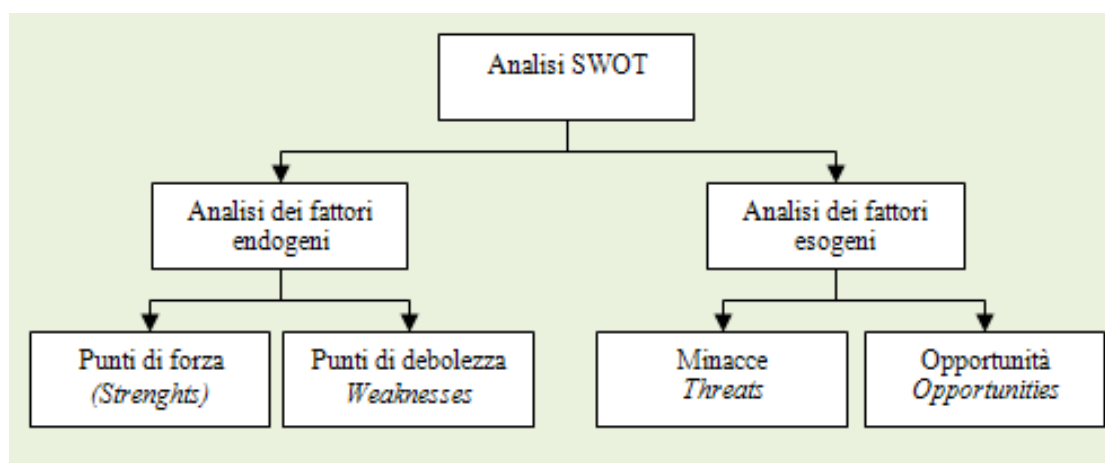 Analisi SWOT
Analisi dei fattori
endogeni
Analisi dei fattori
esogeni
Punti di forza
(Strenghts)
Punti di debolezza
Weaknesses
Minacce
Threats
Opportunità
Opportunities